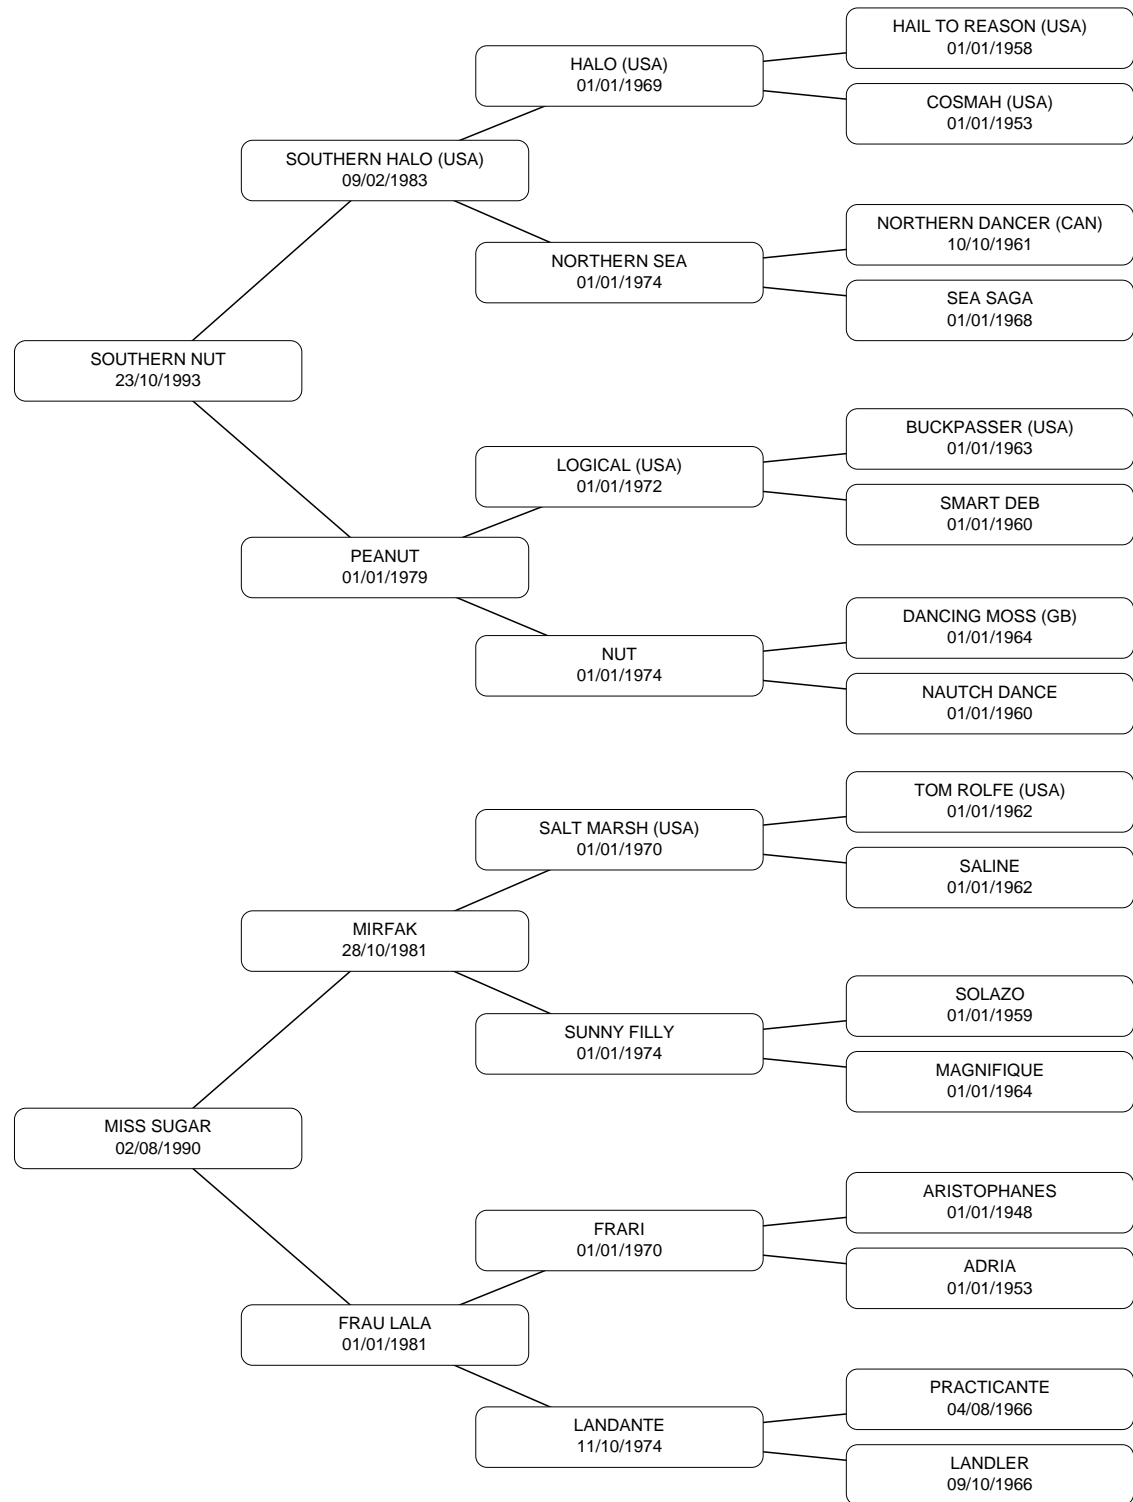 HAIL TO REASON (USA)
01/01/1958
HALO (USA)
01/01/1969
COSMAH (USA)
01/01/1953
SOUTHERN HALO (USA)
09/02/1983
NORTHERN DANCER (CAN)
10/10/1961
NORTHERN SEA
01/01/1974
SEA SAGA
01/01/1968
SOUTHERN NUT
23/10/1993
BUCKPASSER (USA)
01/01/1963
LOGICAL (USA)
01/01/1972
SMART DEB
01/01/1960
PEANUT
01/01/1979
DANCING MOSS (GB)
01/01/1964
NUT
01/01/1974
NAUTCH DANCE
01/01/1960
TOM ROLFE (USA)
01/01/1962
SALT MARSH (USA)
01/01/1970
SALINE
01/01/1962
MIRFAK
28/10/1981
SOLAZO
01/01/1959
SUNNY FILLY
01/01/1974
MAGNIFIQUE
01/01/1964
MISS SUGAR
02/08/1990
ARISTOPHANES
01/01/1948
FRARI
01/01/1970
ADRIA
01/01/1953
FRAU LALA
01/01/1981
PRACTICANTE
04/08/1966
LANDANTE
11/10/1974
LANDLER
09/10/1966